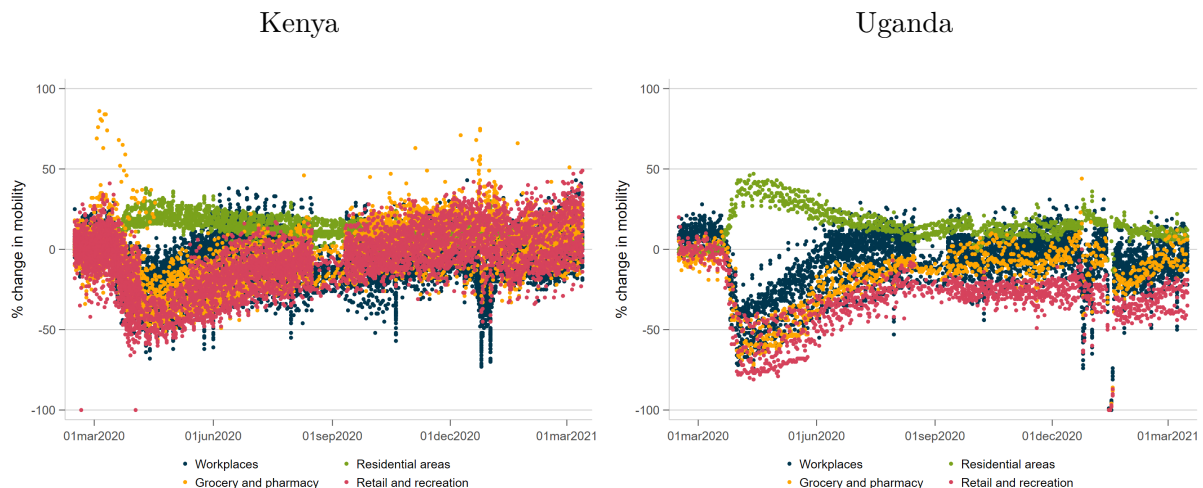 Kenya
Uganda
% change in mobility
100
50
0
-50
-100
01mar2020 01jun2020 01sep2020 01dec2020 01mar2021
Workplaces Residential areas
Grocery and pharmacy Retail and recreation
% change in mobility
100
50
0
-50
-100
01mar2020 01jun2020 01sep2020 01dec2020 01mar2021
Workplaces Residential areas
Grocery and pharmacy Retail and recreation